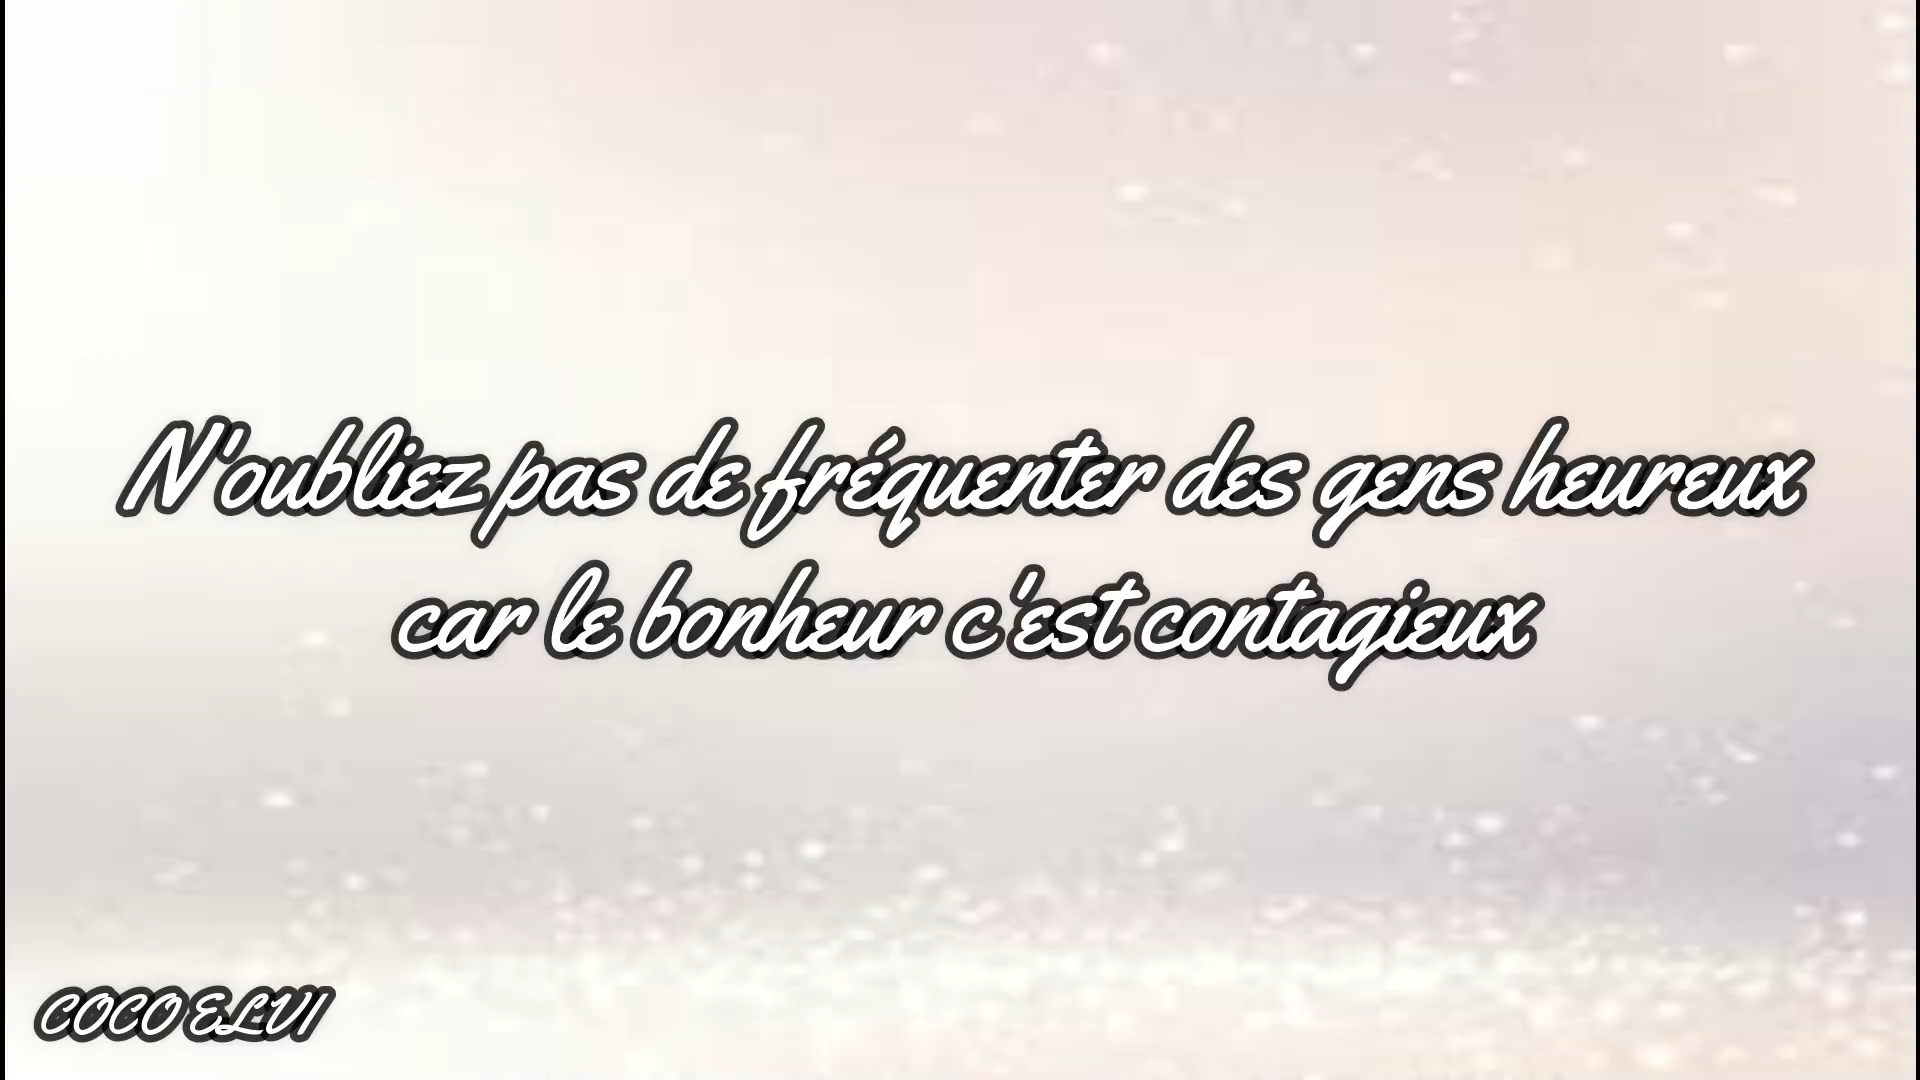 N'oubliez pas de fréquenter des gens heureux
car le bonheur c'est contagieux
COCO ELVI